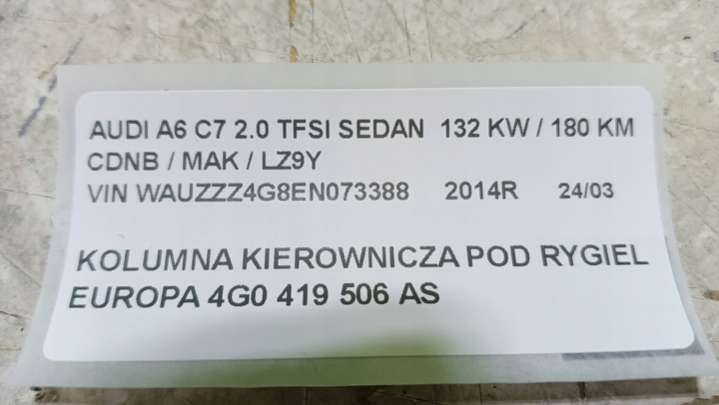 AUDI A6 C7 2.0 TFSI SEDAN 132 KW / 180 KM
CDNB / MAK / LZ9Y
VIN WAUZZZ4G8EN073388 2014R 24/03
KOLUMNA KIEROWNICZA POD RYGIEL
EUROPA 4G0 419 506 AS